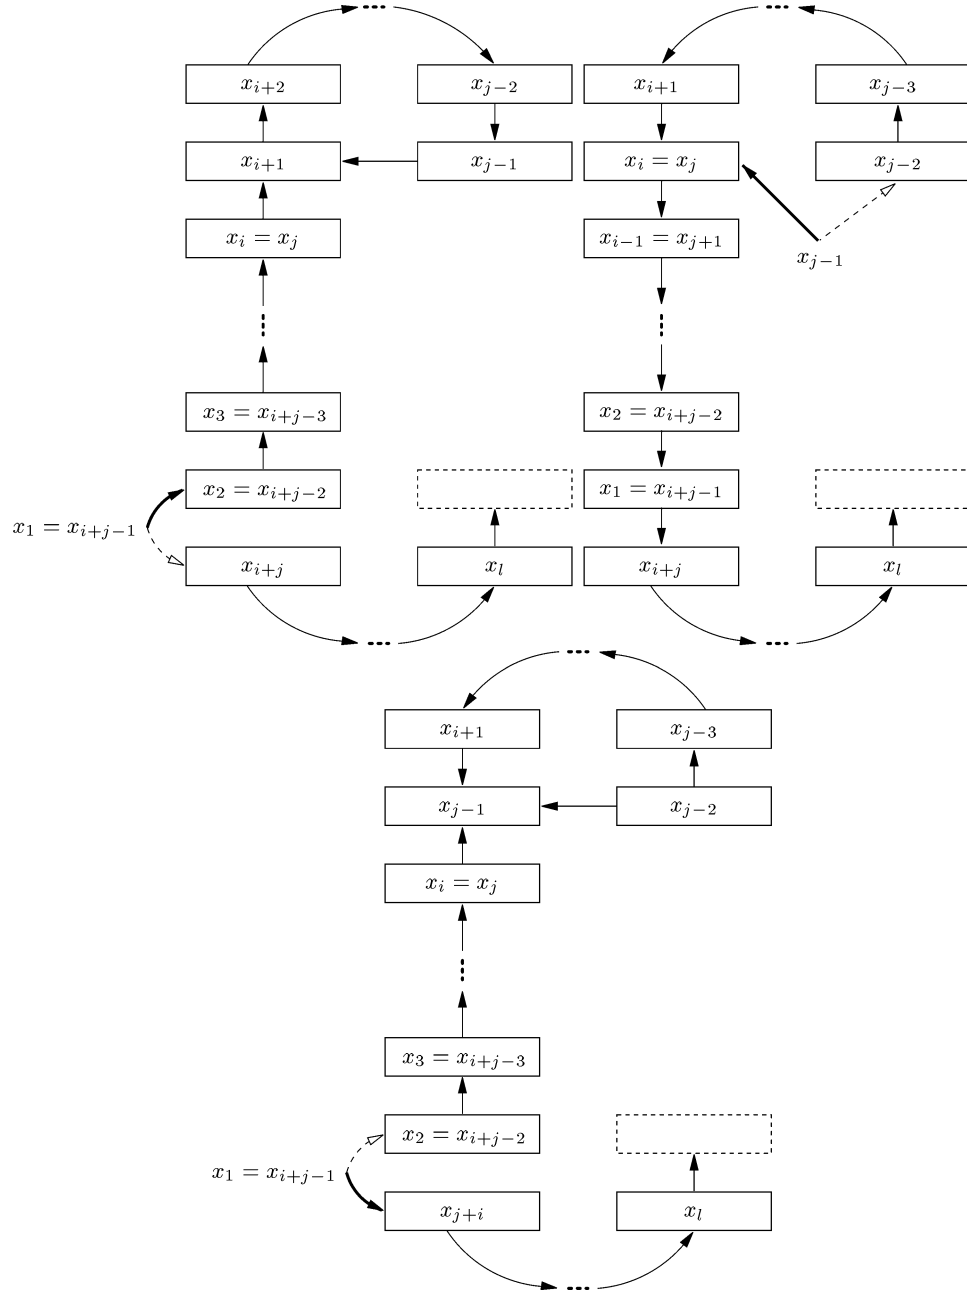 x_{i+2}
x_{j-2}
x_{i+1}
x_{j-1}
x_i = x_j
x_3 = x_{i+j-3}
x_2 = x_{i+j-2}
x_1 = x_{i+j-1}
x_{i+j}
x_l
x_{i+1}
x_{j-3}
x_i = x_j
x_{j-2}
x_{j-1}
x_{i-1} = x_{j+1}
x_2 = x_{i+j-2}
x_1 = x_{i+j-1}
x_{i+j}
x_l
x_{i+1}
x_{j-3}
x_{j-1}
x_{j-2}
x_i = x_j
x_3 = x_{i+j-3}
x_2 = x_{i+j-2}
x_1 = x_{i+j-1}
x_{j+i}
x_l